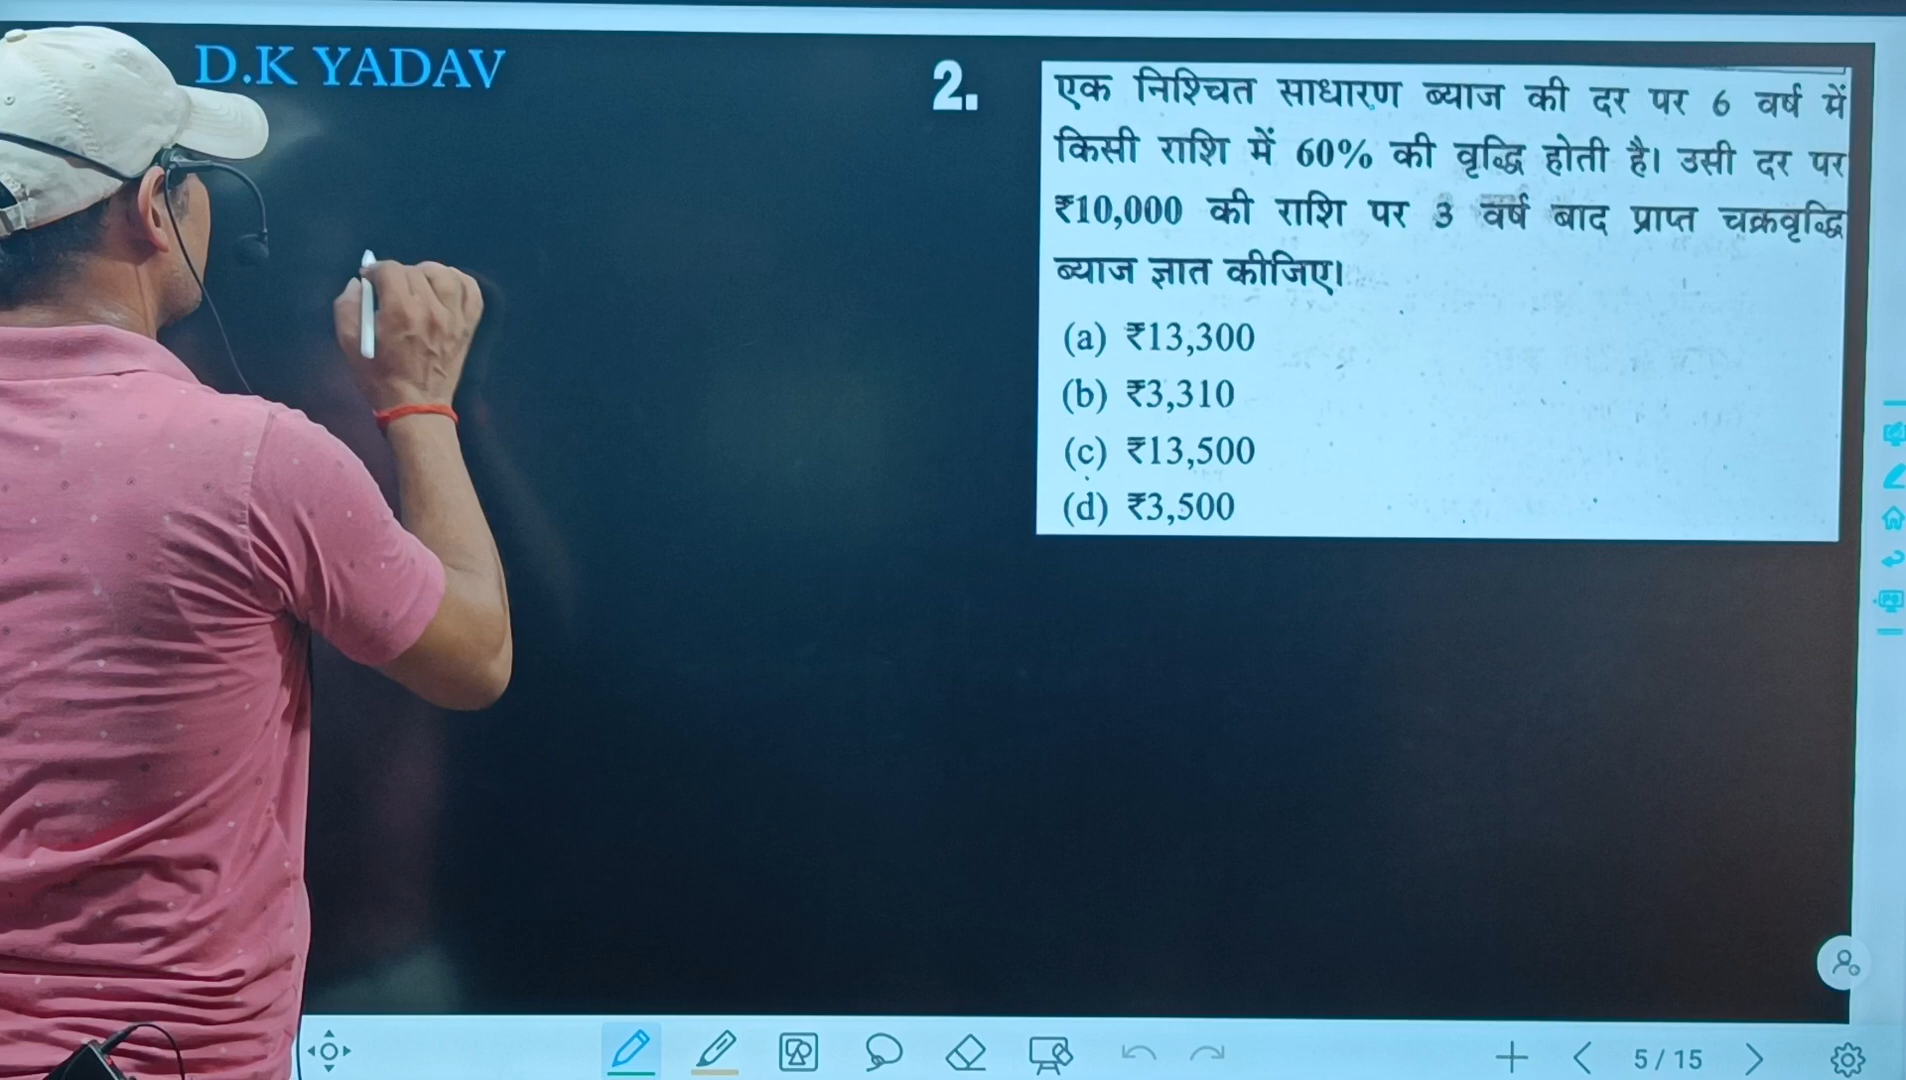 D.K YADAV
2.
एक निश्चित साधारण ब्याज की दर पर 6 वर्ष में
किसी राशि में 60% की वृद्धि होती है। उसी दर पर
₹10,000 की राशि पर 3 वर्ष बाद प्राप्त चक्रवृद्धि
ब्याज ज्ञात कीजिए।
(a) ₹13,300
(b) ₹3,310
(c) ₹13,500
(d) ₹3,500
5/15